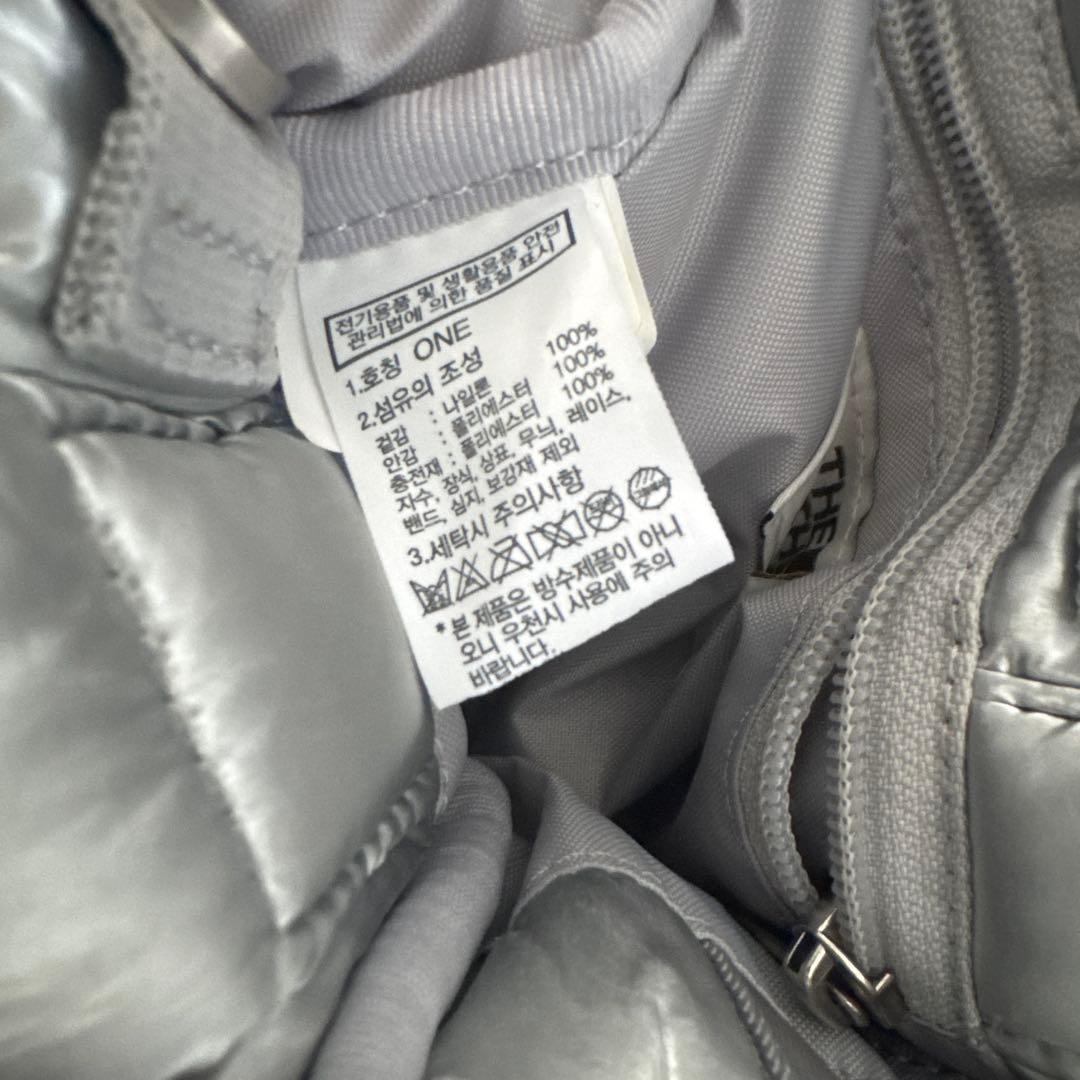 전기용품 및 생활용품 안전
관리법에 의한 품질 표시
1.호칭 ONE
2.섬유의 조성
겉감 : 나일론 100%
안감 : 폴리에스터 100%
충전재 : 폴리에스터 100%
자수, 장식, 상표, 무늬, 레이스,
밴드, 심지, 보강재 제외
3.세탁시 주의사항
* 본 제품은 방수제품이 아니
오니 우천시 사용에 주의
바랍니다.
THE